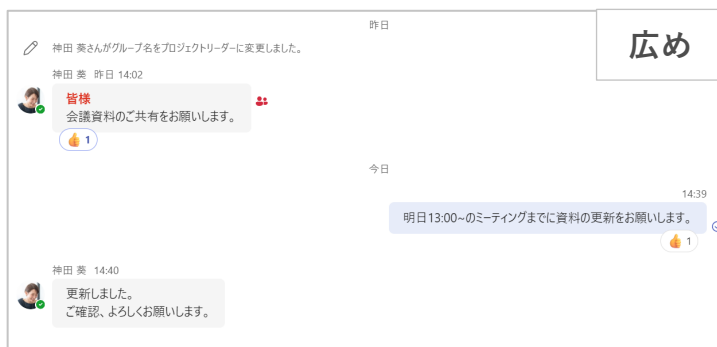 昨日
広め
神田 葵さんがグループ名をプロジェクトリーダーに変更しました。
神田 葵 昨日 14:02
皆様
会議資料のご共有をお願いします。
1
今日
14:39
明日13:00~のミーティングまでに資料の更新をお願いします。
1
神田 葵 14:40
更新しました。
ご確認、よろしくお願いします。